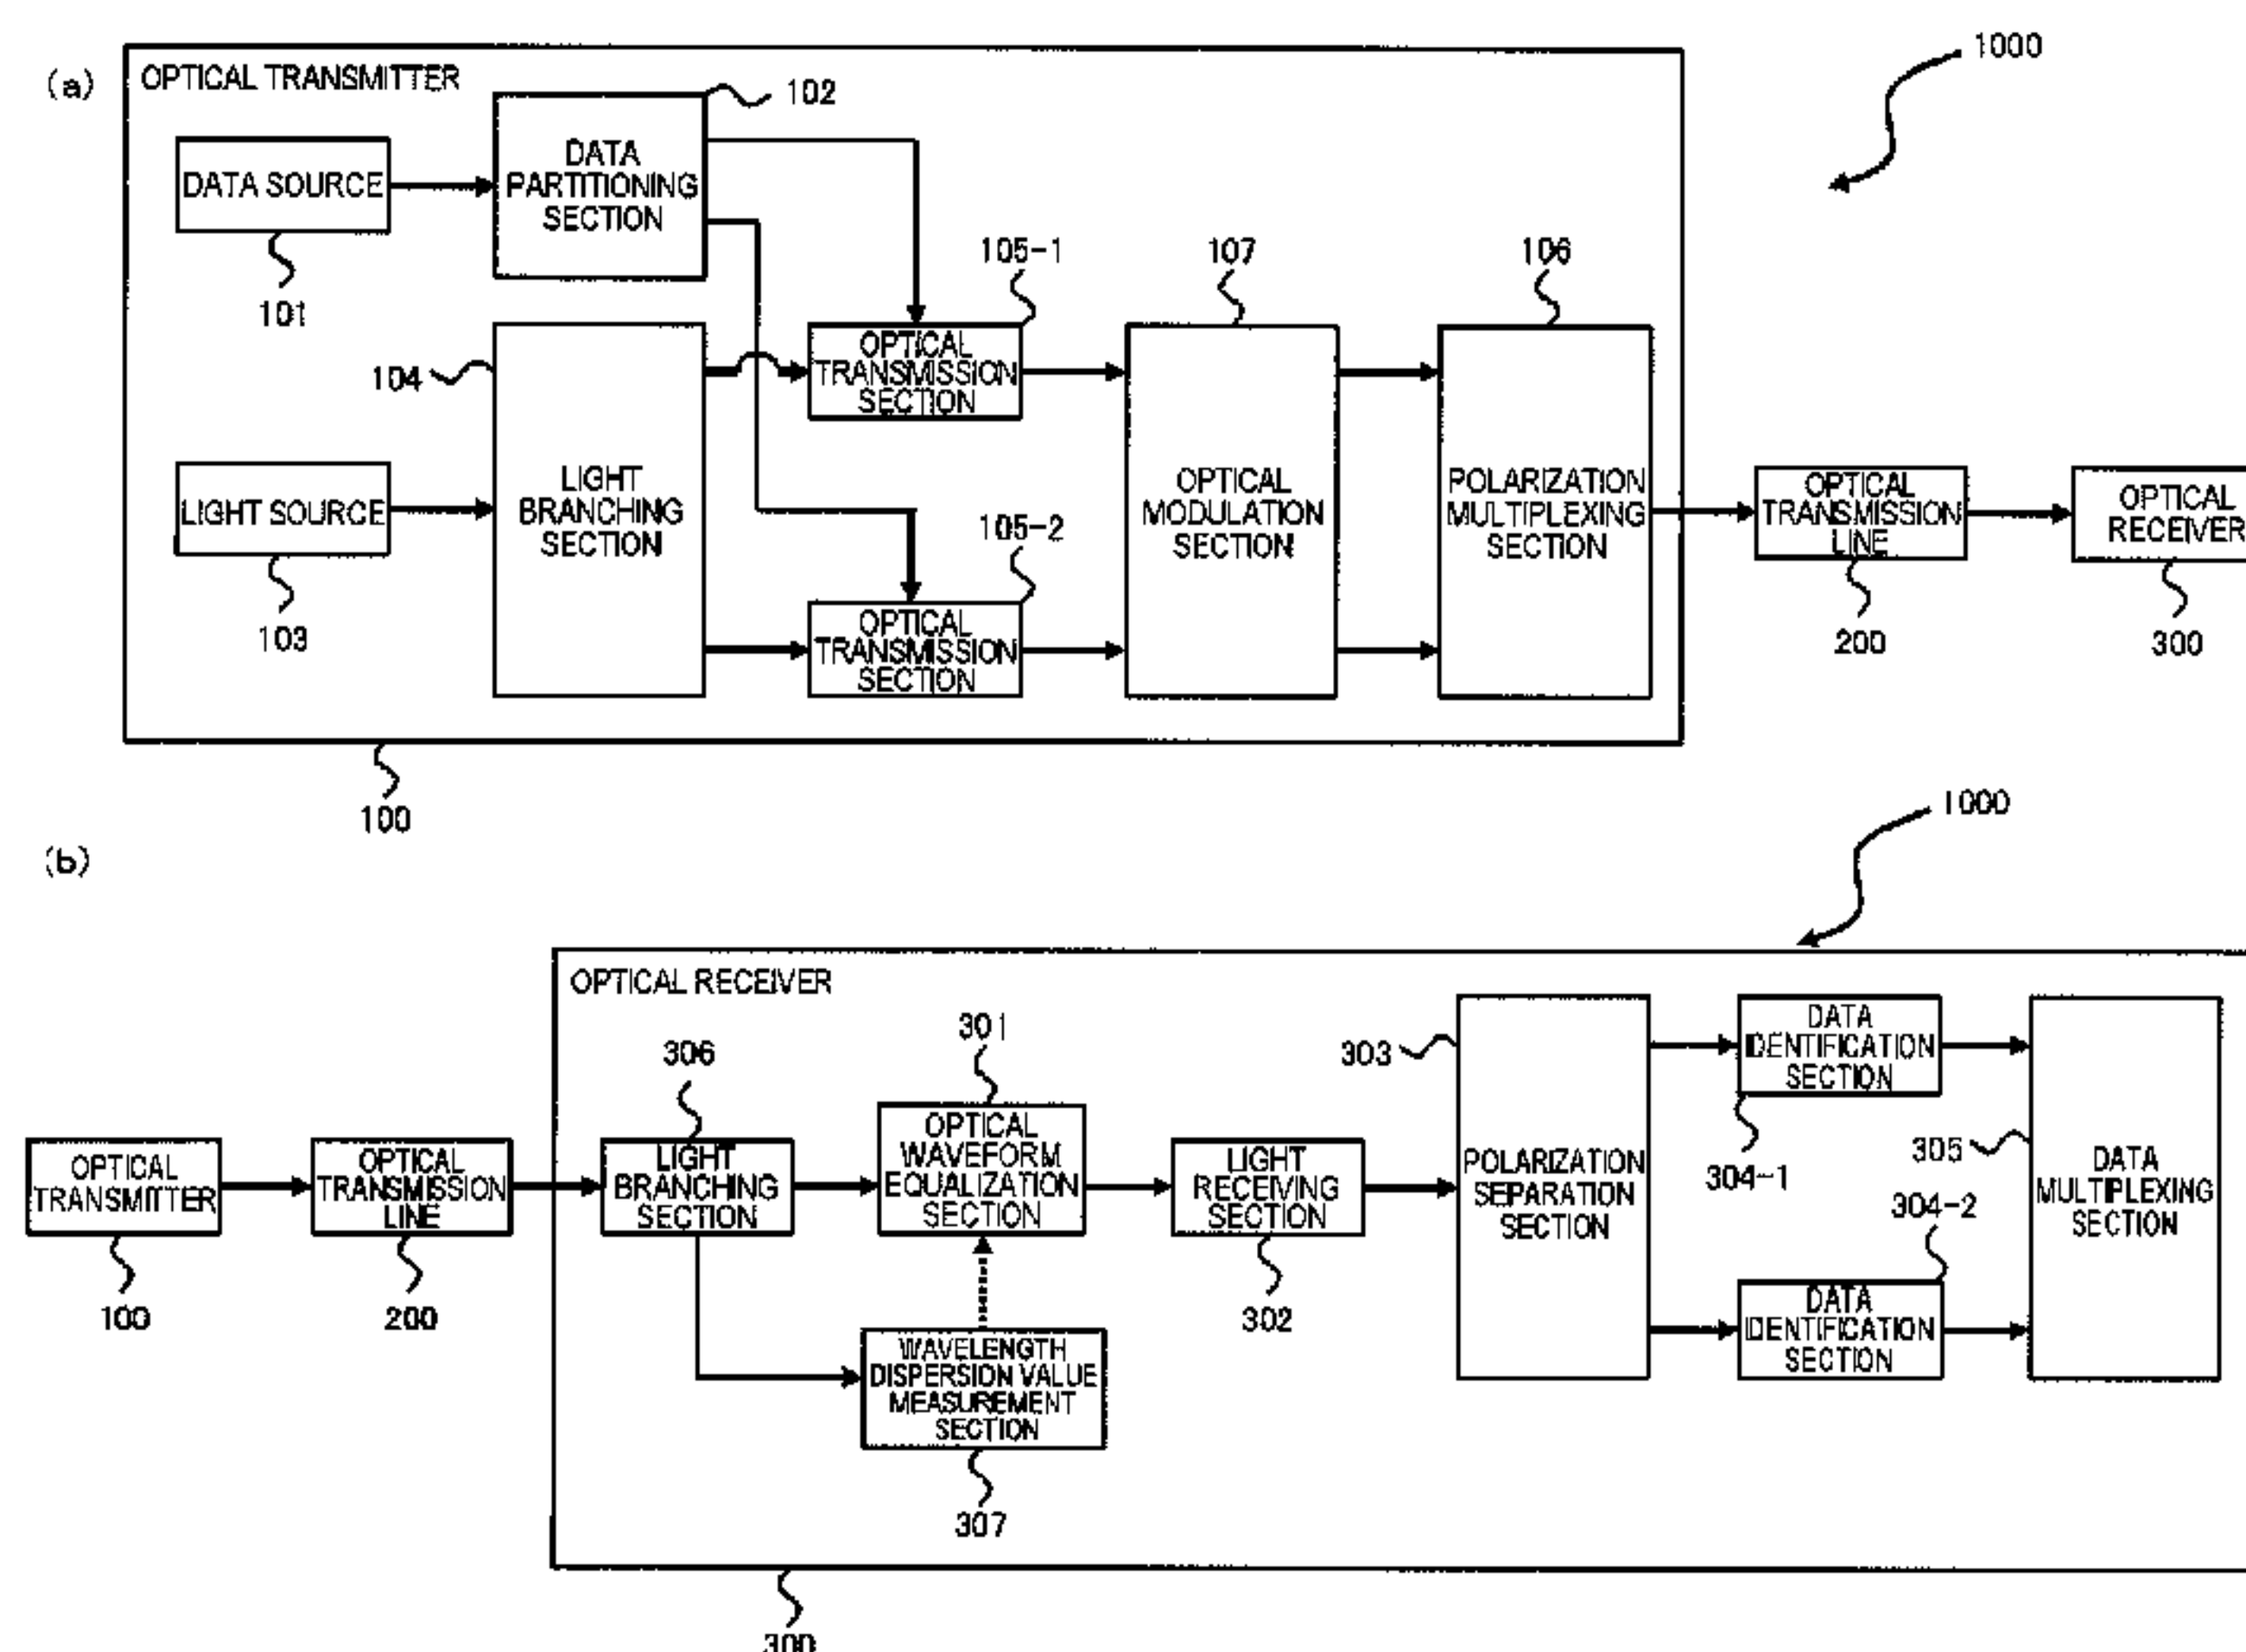 (a)
OPTICAL TRANSMITTER
1000
102
DATA SOURCE
DATA
PARTITIONING
SECTION
101
105-1
107
106
104
OPTICAL
TRANSMISSION
SECTION
LIGHT SOURCE
103
LIGHT
BRANCHING
SECTION
105-2
OPTICAL
TRANSMISSION
SECTION
OPTICAL
MODULATION
SECTION
POLARIZATION
MULTIPLEXING
SECTION
OPTICAL
TRANSMISSION
LINE
200
OPTICAL
RECEIVER
300
100
(b)
1000
OPTICAL RECEIVER
OPTICAL
TRANSMITTER
100
OPTICAL
TRANSMISSION
LINE
200
306
LIGHT
BRANCHING
SECTION
301
OPTICAL
WAVEFORM
EQUALIZATION
SECTION
WAVELENGTH
DISPERSION VALUE
MEASUREMENT
SECTION
307
LIGHT
RECEIVING
SECTION
302
303
POLARIZATION
SEPARATION
SECTION
DATA
IDENTIFICATION
SECTION
304-1
304-2
DATA
IDENTIFICATION
SECTION
305
DATA
MULTIPLEXING
SECTION
300